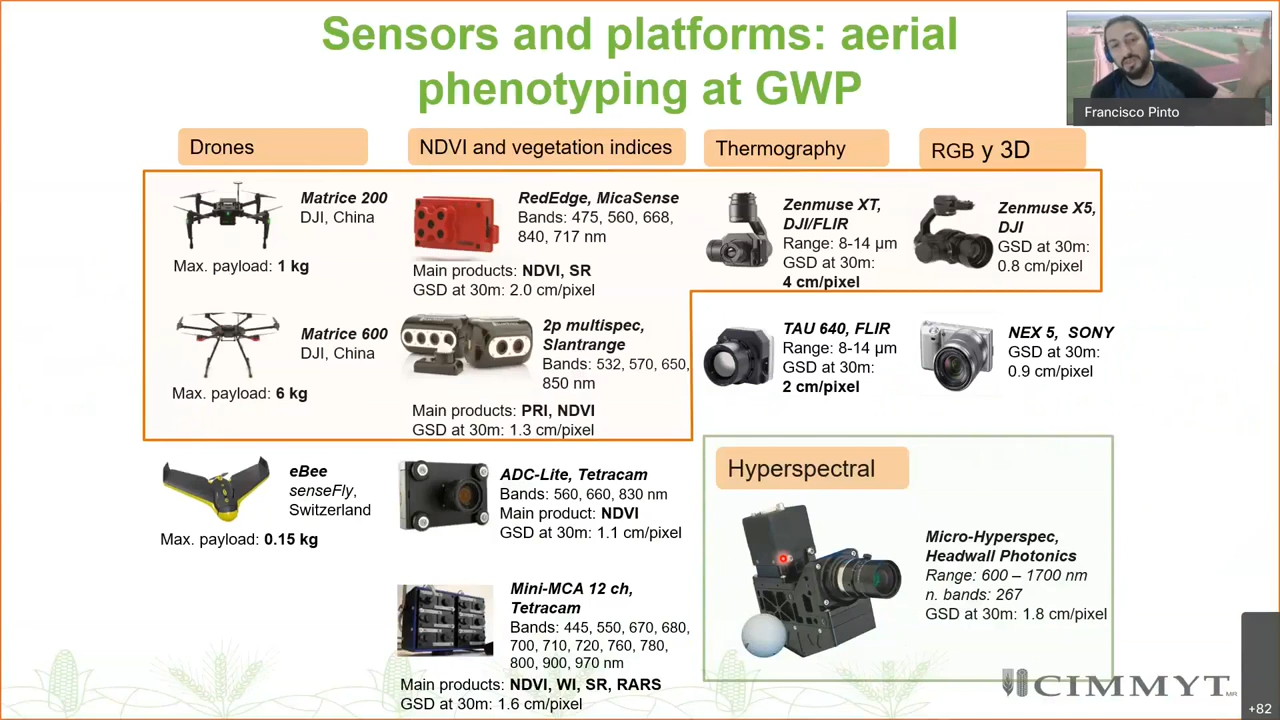 Sensors and platforms: aerial
phenotyping at GWP
Francisco Pinto
Drones
Matrice 200
DJI, China
Max. payload: 1 kg
Matrice 600
DJI, China
Max. payload: 6 kg
eBee
senseFly,
Switzerland
Max. payload: 0.15 kg
NDVI and vegetation indices
RedEdge, MicaSense
Bands: 475, 560, 668,
840, 717 nm
Main products: NDVI, SR
GSD at 30m: 2.0 cm/pixel
2p multispec,
Slantrange
Bands: 532, 570, 650,
850 nm
Main products: PRI, NDVI
GSD at 30m: 1.3 cm/pixel
ADC-Lite, Tetracam
Bands: 560, 660, 830 nm
Main product: NDVI
GSD at 30m: 1.1 cm/pixel
Mini-MCA 12 ch,
Tetracam
Bands: 445, 550, 670, 680,
700, 710, 720, 760, 780,
800, 900, 970 nm
Main products: NDVI, WI, SR, RARS
GSD at 30m: 1.6 cm/pixel
Thermography
Zenmuse XT,
DJI/FLIR
Range: 8-14 µm
GSD at 30m:
4 cm/pixel
TAU 640, FLIR
Range: 8-14 µm
GSD at 30m:
2 cm/pixel
RGB y 3D
Zenmuse X5,
DJI
GSD at 30m:
0.8 cm/pixel
NEX 5, SONY
GSD at 30m:
0.9 cm/pixel
Hyperspectral
Micro-Hyperspec,
Headwall Photonics
Range: 600 – 1700 nm
n. bands: 267
GSD at 30m: 1.8 cm/pixel
CIMMYT
MR
+82